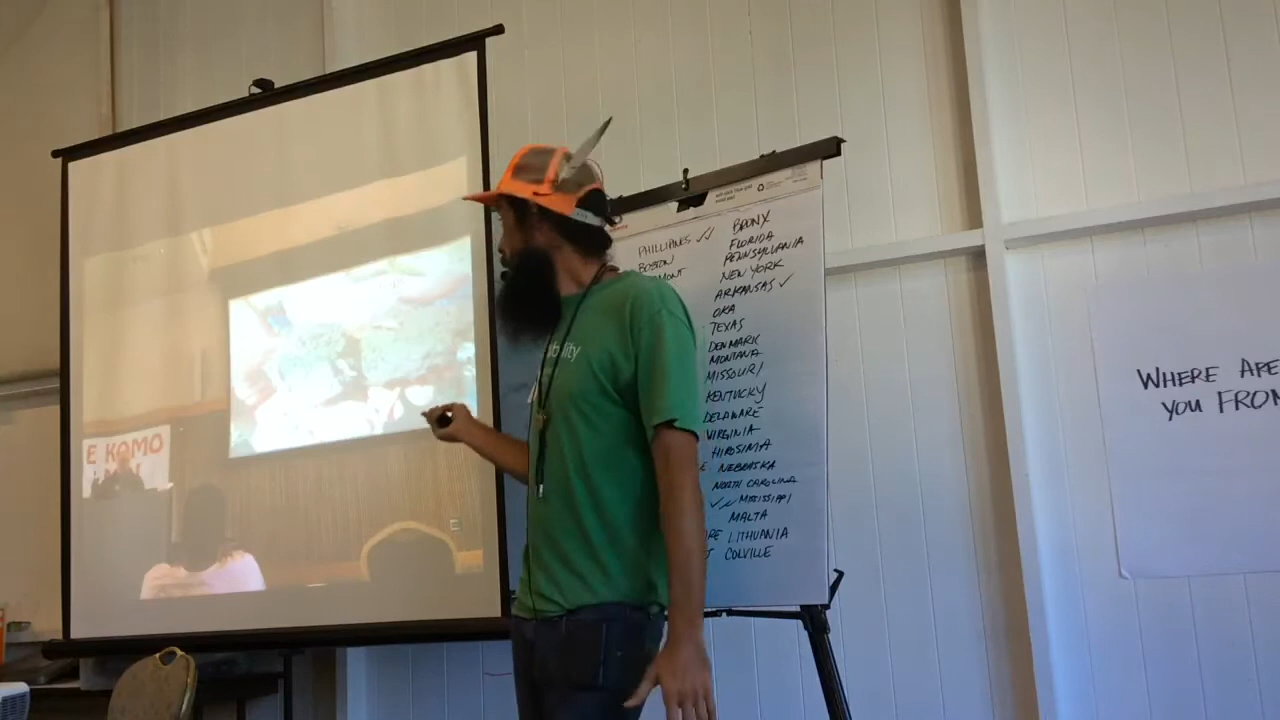 E KOMO
PHILLIPINES ✓✓
BOSTON
BRONX
FLORIDA
PENNSYLVANIA
NEW YORK
ARKANSAS ✓
OKA
TEXAS
DENMARK
MONTANA
MISSOURI
KENTUCKY
DELAWARE
VIRGINIA
HIROSIMA
NEBRASKA
NORTH CAROLINA
✓✓ MISSISSIPPI
MALTA
LITHUANIA
COLVILLE
WHERE ARE
YOU FROM